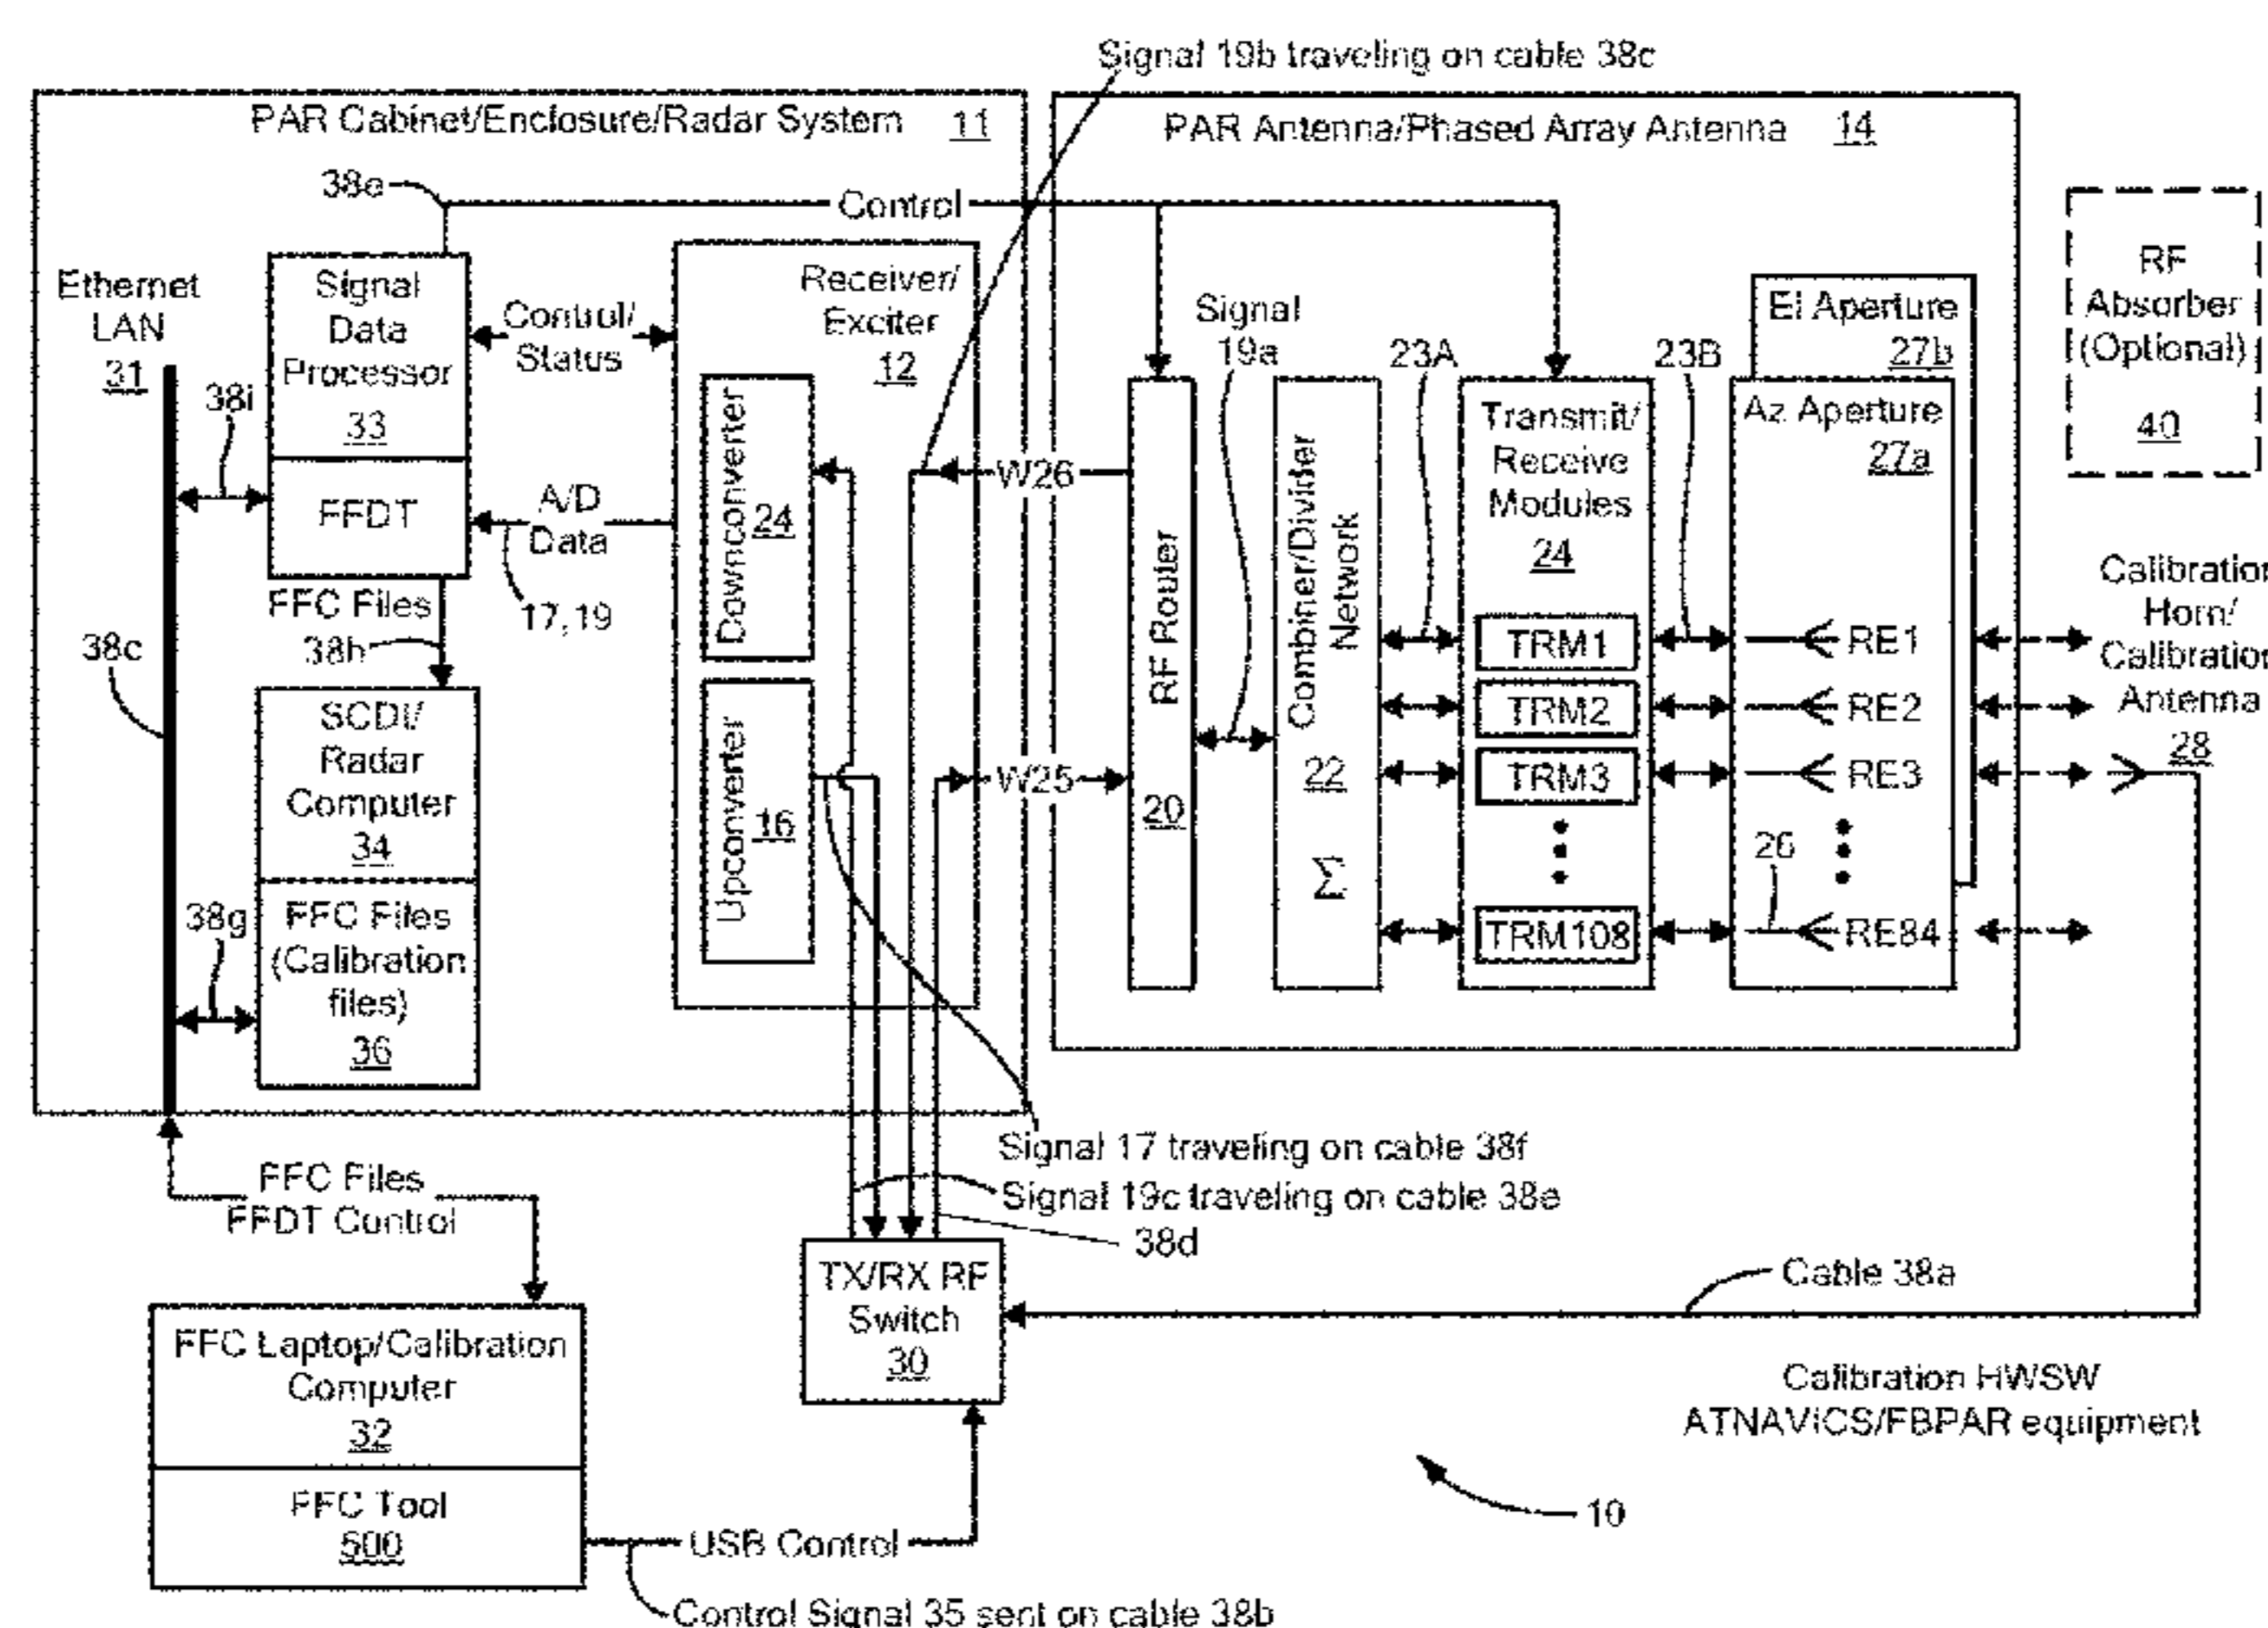 Signal 19b traveling on cable 38c
PAR Cabinet/Enclosure/Radar System 11
PAR Antenna/Phased Array Antenna 14
38e
Control
Ethernet
LAN
31
38i
Signal
Data
Processor
33
FFDT
Control/
Status
A/D
Data
17, 19
Receiver/
Exciter
12
Downconverter
24
Upconverter
16
FFC Files
38h
38c
SCDI/
Radar
Computer
34
FFC Files
(Calibration
files)
36
38g
W26
W25
RF Router
20
Signal
19a
Combiner/Divider
Network
22
Σ
23A
Transmit/
Receive
Modules
24
TRM1
TRM2
TRM3
TRM108
23B
El Aperture
27b
Az Aperture
27a
RE1
RE2
RE3
26
RE84
RF
Absorber
(Optional)
40
Calibration
Horn/
Calibration
Antenna
28
Signal 17 traveling on cable 38f
Signal 19c traveling on cable 38e
38d
FFC Files
FFDT Control
TX/RX RF
Switch
30
Cable 38a
FFC Laptop/Calibration
Computer
32
FFC Tool
500
USB Control
Control Signal 35 sent on cable 38b
Calibration HWSW
ATNAVICS/FBPAR equipment
10